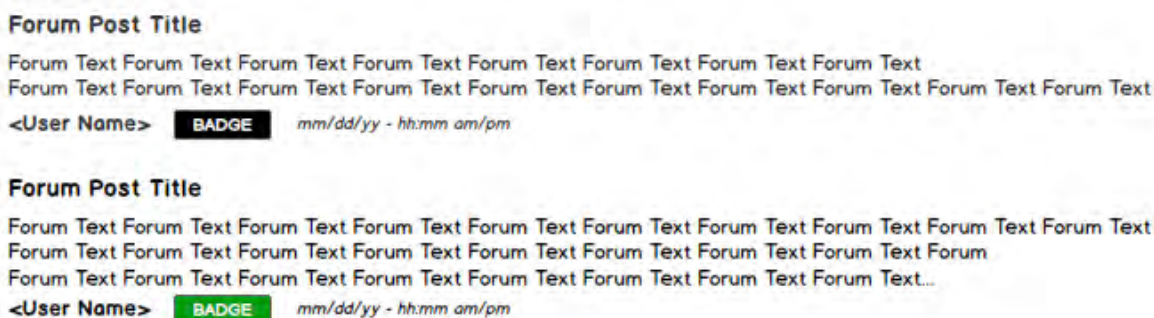 Forum Post Title
Forum Text Forum Text Forum Text Forum Text Forum Text Forum Text Forum Text Forum Text
Forum Text Forum Text Forum Text Forum Text Forum Text Forum Text Forum Text Forum Text Forum Text Forum Text
<User Name> BADGE mm/dd/yy - hh:mm am/pm
Forum Post Title
Forum Text Forum Text Forum Text Forum Text Forum Text Forum Text Forum Text Forum Text Forum Text Forum Text
Forum Text Forum Text Forum Text Forum Text Forum Text Forum Text Forum Text Forum Text Forum
Forum Text Forum Text Forum Text Forum Text Forum Text Forum Text Forum Text Forum Text...
<User Name> BADGE mm/dd/yy - hh:mm am/pm